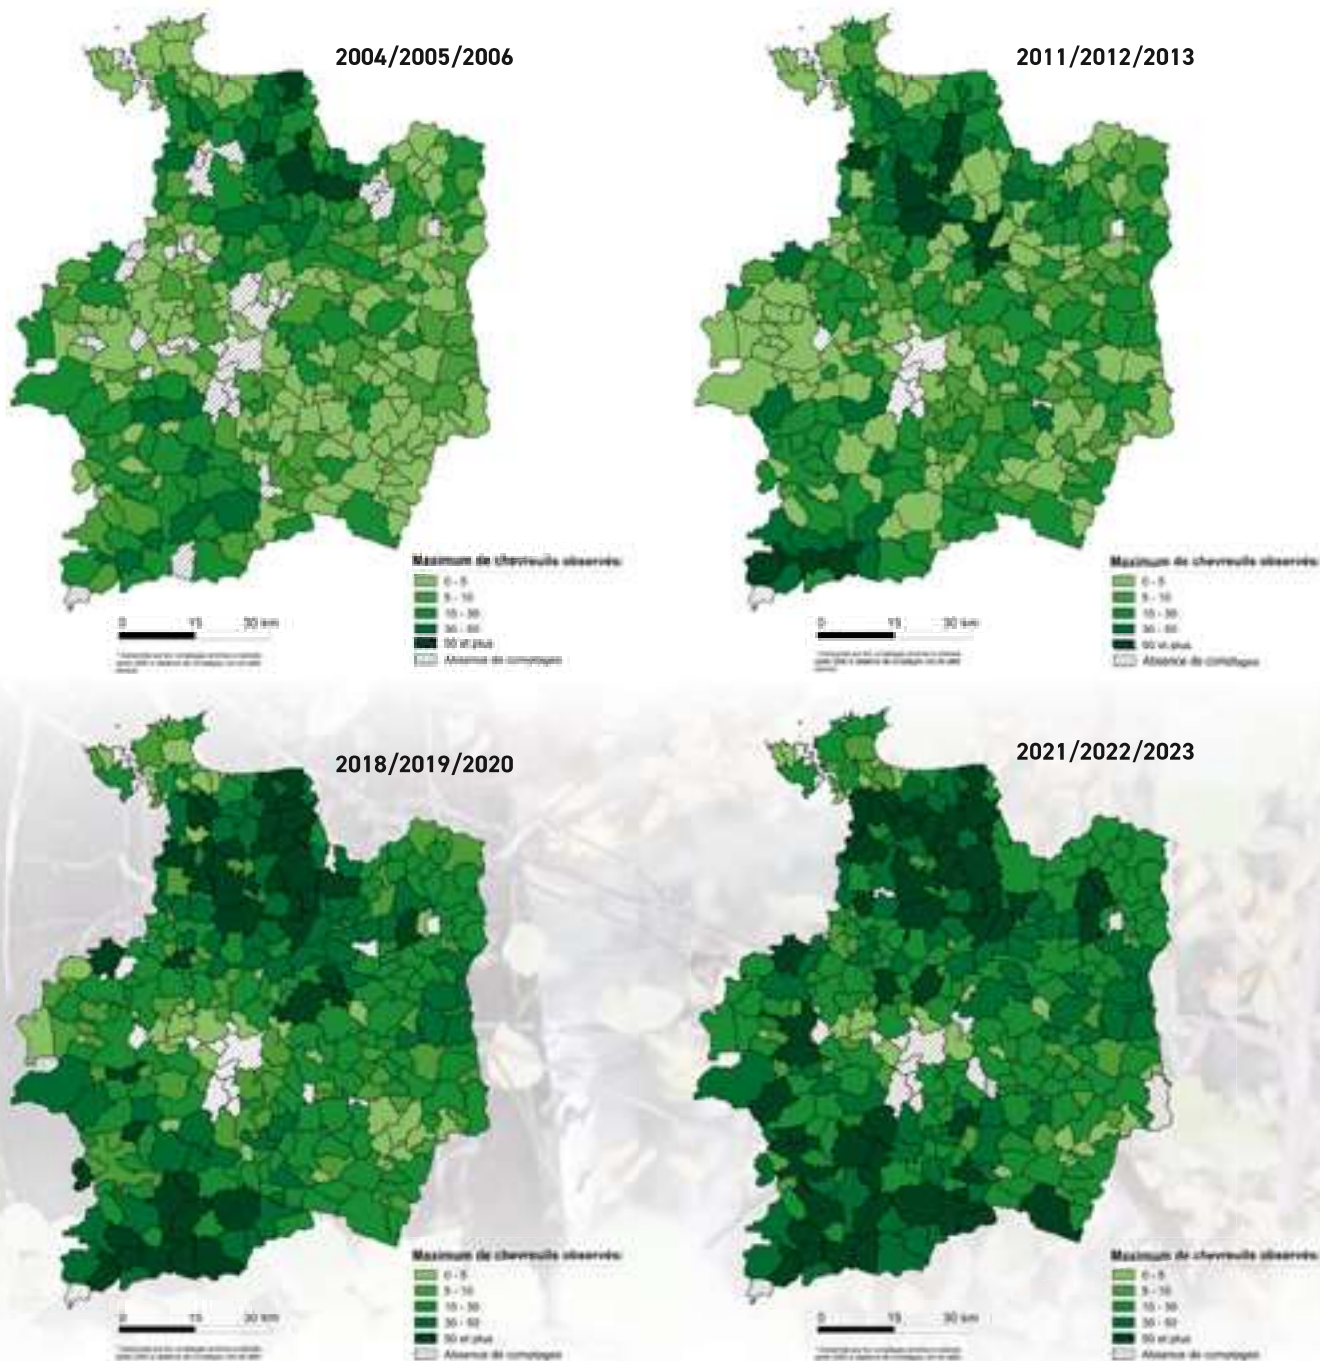 2004/2005/2006
Maximum de chevreuils observés:
0 - 5
5 - 10
15 - 30
30 - 50
50 et plus
Absence de comptages
0 15 30 km
2011/2012/2013
Maximum de chevreuils observés:
0 - 5
5 - 10
15 - 30
30 - 50
50 et plus
Absence de comptages
0 15 30 km
2018/2019/2020
Maximum de chevreuils observés:
0 - 5
5 - 10
15 - 30
30 - 50
50 et plus
Absence de comptages
0 15 30 km
2021/2022/2023
Maximum de chevreuils observés:
0 - 5
5 - 10
15 - 30
30 - 50
50 et plus
Absence de comptages
0 15 30 km